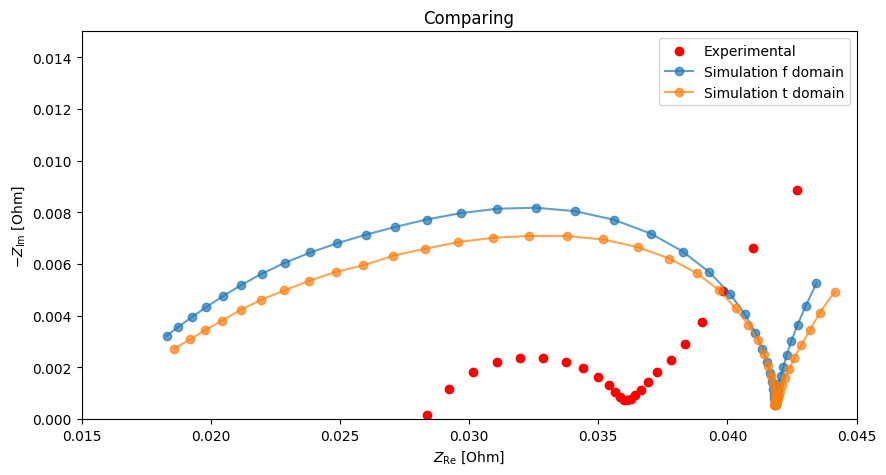 Comparing
Experimental
Simulation f domain
Simulation t domain
0.014
0.012
0.010
0.008
0.006
0.004
0.002
0.000
-Z_Im [Ohm]
0.015 0.020 0.025 0.030 0.035 0.040 0.045
Z_Re [Ohm]